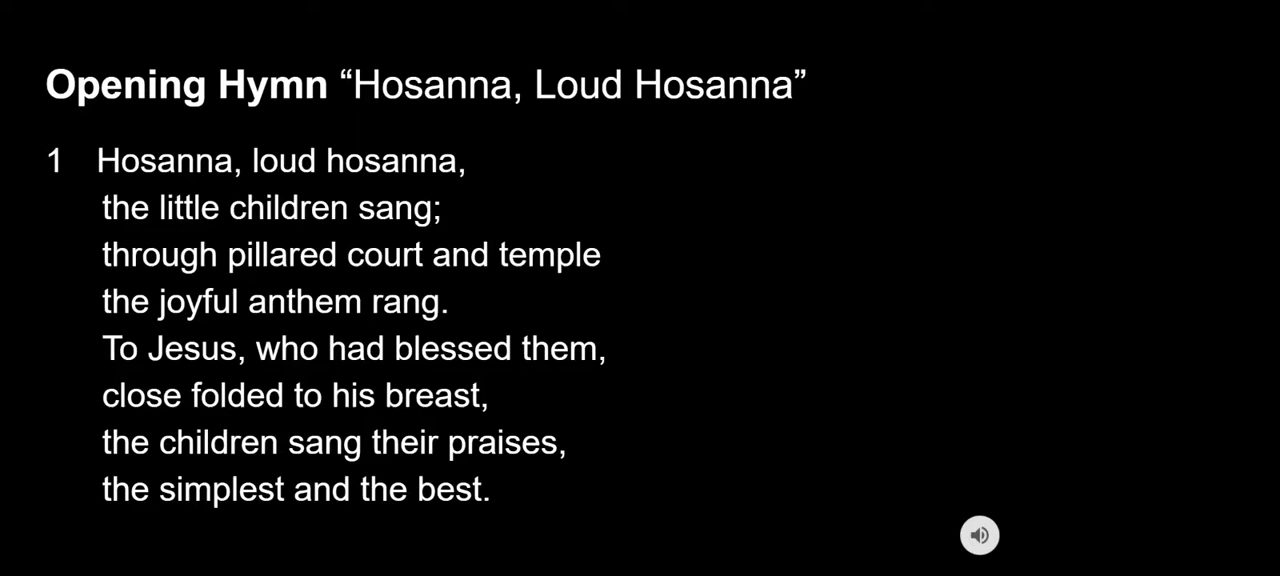 Opening Hymn “Hosanna, Loud Hosanna”
1 Hosanna, loud hosanna,
the little children sang;
through pillared court and temple
the joyful anthem rang.
To Jesus, who had blessed them,
close folded to his breast,
the children sang their praises,
the simplest and the best.